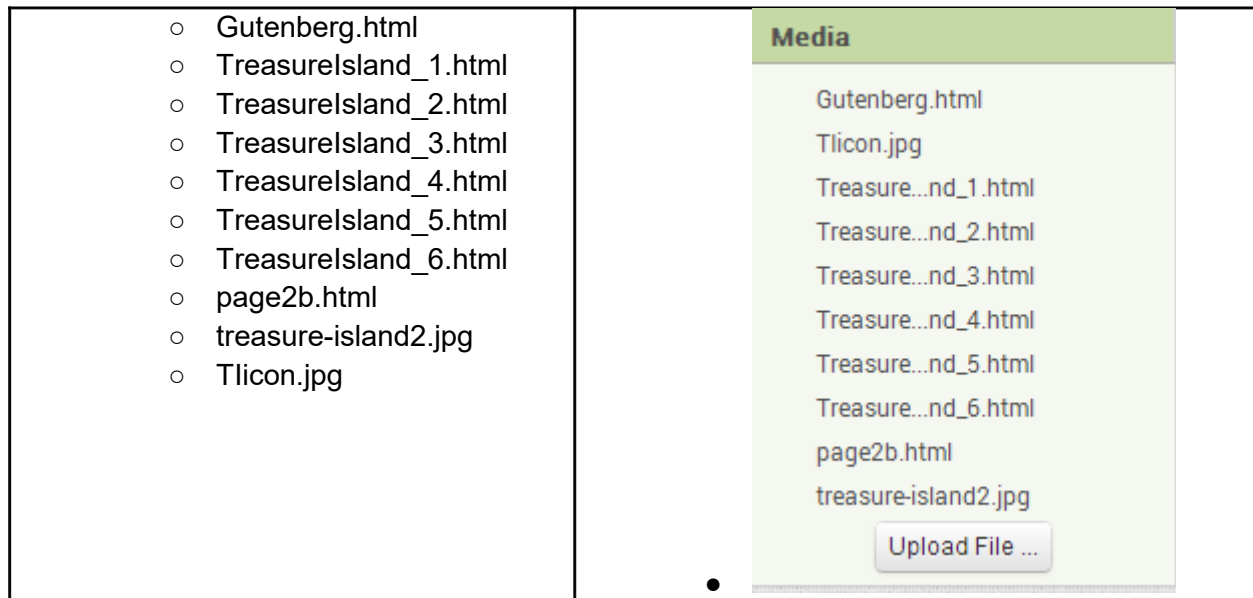 ○ Gutenberg.html
○ TreasureIsland_1.html
○ TreasureIsland_2.html
○ TreasureIsland_3.html
○ TreasureIsland_4.html
○ TreasureIsland_5.html
○ TreasureIsland_6.html
○ page2b.html
○ treasure-island2.jpg
○ TIicon.jpg
Media
Gutenberg.html
TIicon.jpg
Treasure...nd_1.html
Treasure...nd_2.html
Treasure...nd_3.html
Treasure...nd_4.html
Treasure...nd_5.html
Treasure...nd_6.html
page2b.html
treasure-island2.jpg
Upload File ...
●